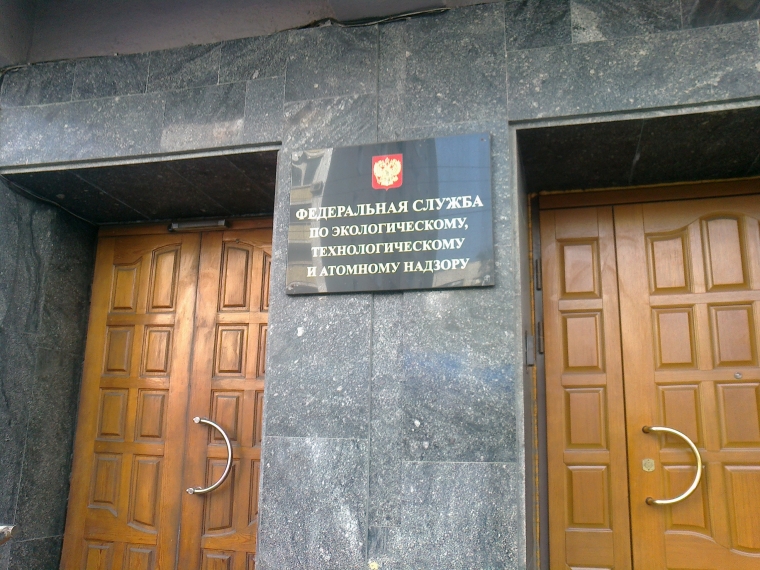 ФЕДЕРАЛЬНАЯ СЛУЖБА
ПО ЭКОЛОГИЧЕСКОМУ,
ТЕХНОЛОГИЧЕСКОМУ
И АТОМНОМУ НАДЗОРУ